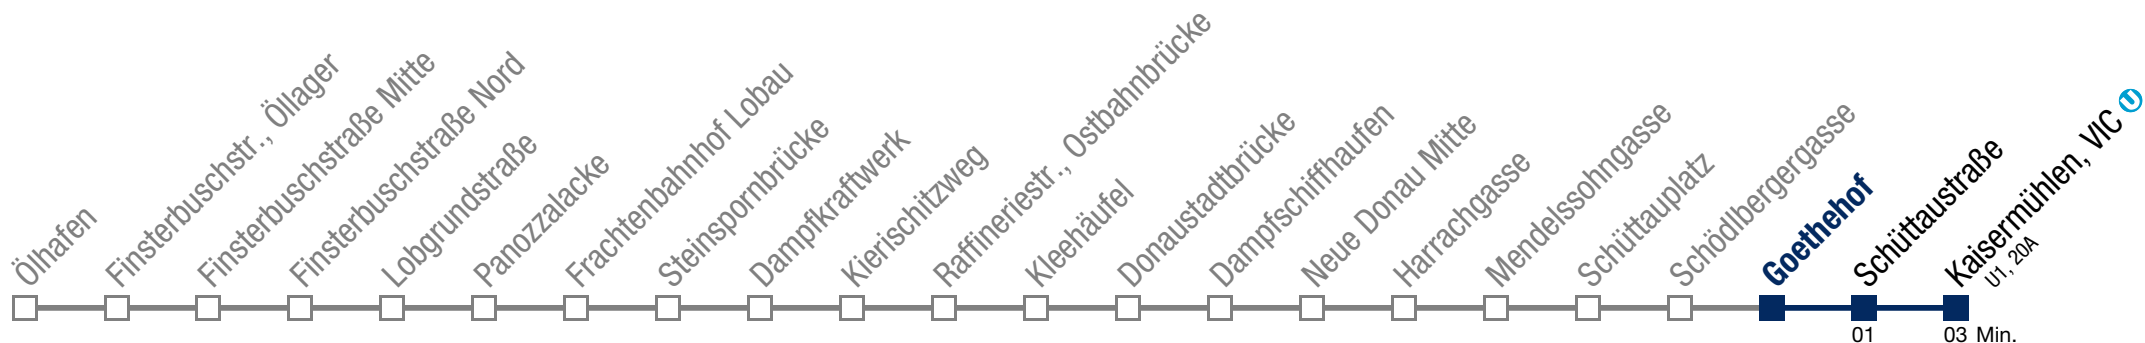 Ölhafen
Finsterbuschstr., Öllager
Finsterbuschstraße Mitte
Finsterbuschstraße Nord
Lobgrundstraße
Panozzalacke
Frachtenbahnhof Lobau
Steinspornbrücke
Dampfkraftwerk
Kierischitzweg
Raffineriestr., Ostbahnbrücke
Kleehäufel
Donaustadtbrücke
Dampfschiffhaufen
Neue Donau Mitte
Harrachgasse
Mendelssohngasse
Schüttauplatz
Schödlbergergasse
Goethehof
Schüttaustraße
Kaisermühlen, VIC U
U1, 20A
01 03 Min.